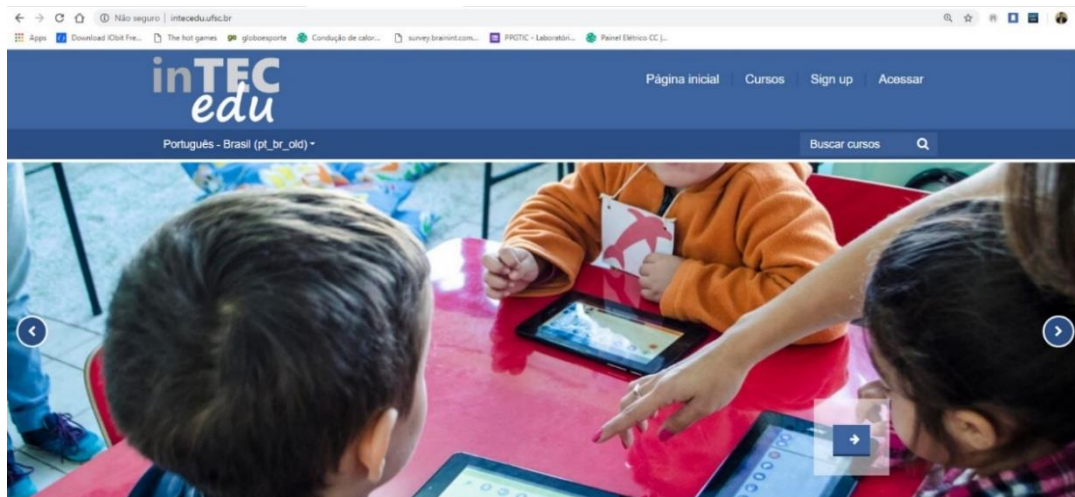 Não seguro | intecedu.ufsc.br
Apps Download IObit Fre... The hot games globoesporte Condução de calor... survey.brainint.com... PPGTIC - Laboratóri... Painel Elétrico CC )...
inTEC
edu
Página inicial Cursos Sign up Acessar
Português - Brasil (pt_br_old)
Buscar cursos